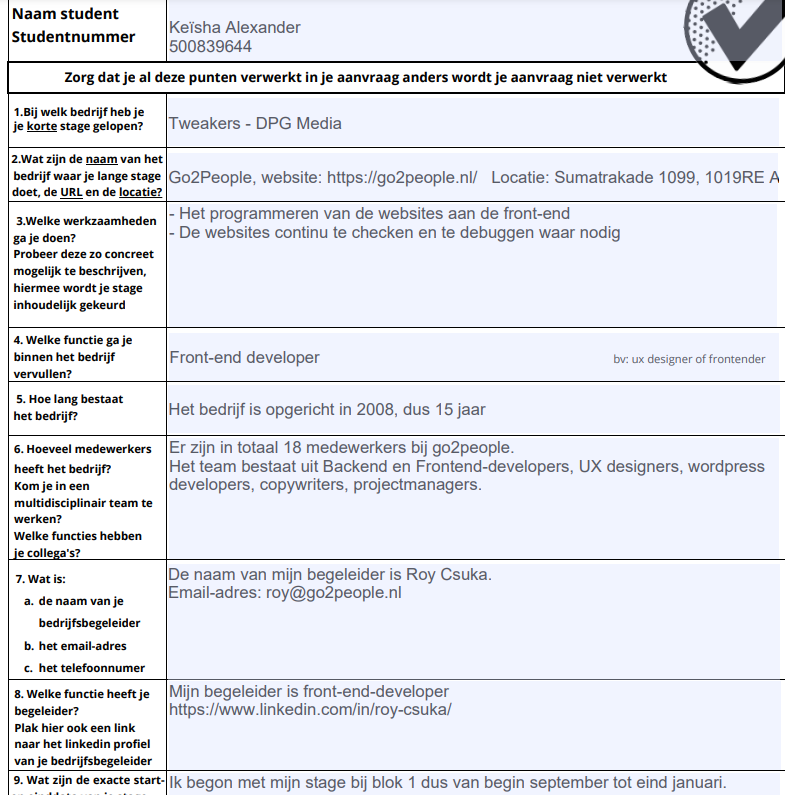 Naam student
Studentnummer
Keïsha Alexander
500839644
Zorg dat je al deze punten verwerkt in je aanvraag anders wordt je aanvraag niet verwerkt
1.Bij welk bedrijf heb je
je korte stage gelopen?
Tweakers - DPG Media
2.Wat zijn de naam van het
bedrijf waar je lange stage
doet, de URL en de locatie?
Go2People, website: https://go2people.nl/ Locatie: Sumatrakade 1099, 1019RE A
3.Welke werkzaamheden
ga je doen?
Probeer deze zo concreet
mogelijk te beschrijven,
hiermee wordt je stage
inhoudelijk gekeurd
- Het programmeren van de websites aan de front-end
- De websites continu te checken en te debuggen waar nodig
4. Welke functie ga je
binnen het bedrijf
vervullen?
Front-end developer
bv: ux designer of frontender
5. Hoe lang bestaat
het bedrijf?
Het bedrijf is opgericht in 2008, dus 15 jaar
6. Hoeveel medewerkers
heeft het bedrijf?
Kom je in een
multidisciplinair team te
werken?
Welke functies hebben
je collega's?
Er zijn in totaal 18 medewerkers bij go2people.
Het team bestaat uit Backend en Frontend-developers, UX designers, wordpress
developers, copywriters, projectmanagers.
7. Wat is:
a. de naam van je
bedrijfsbegeleider
b. het email-adres
c. het telefoonnumer
De naam van mijn begeleider is Roy Csuka.
Email-adres: roy@go2people.nl
8. Welke functie heeft je
begeleider?
Plak hier ook een link
naar het linkedin profiel
van je bedrijfsbegeleider
Mijn begeleider is front-end-developer
https://www.linkedin.com/in/roy-csuka/
9. Wat zijn de exacte start-
Ik begon met mijn stage bij blok 1 dus van begin september tot eind januari.